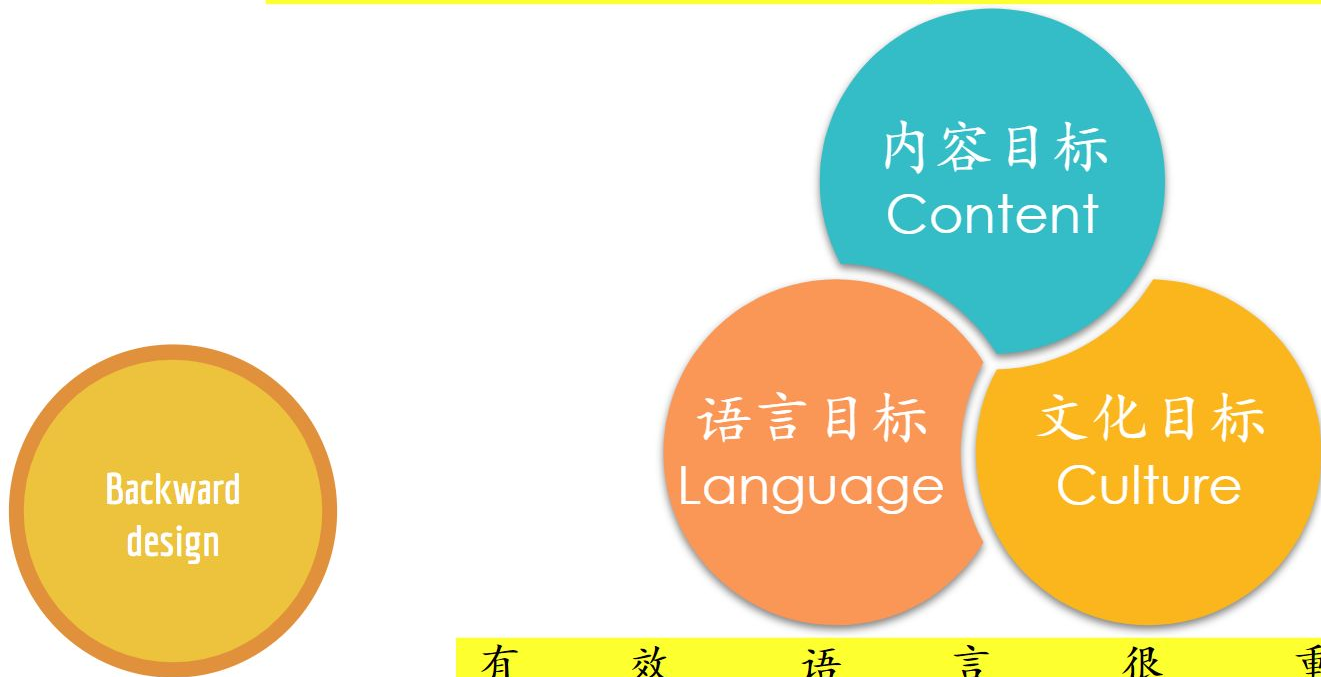 内容目标
Content
语言目标
Language
文化目标
Culture
Backward
design
有 效 语 言 很 重